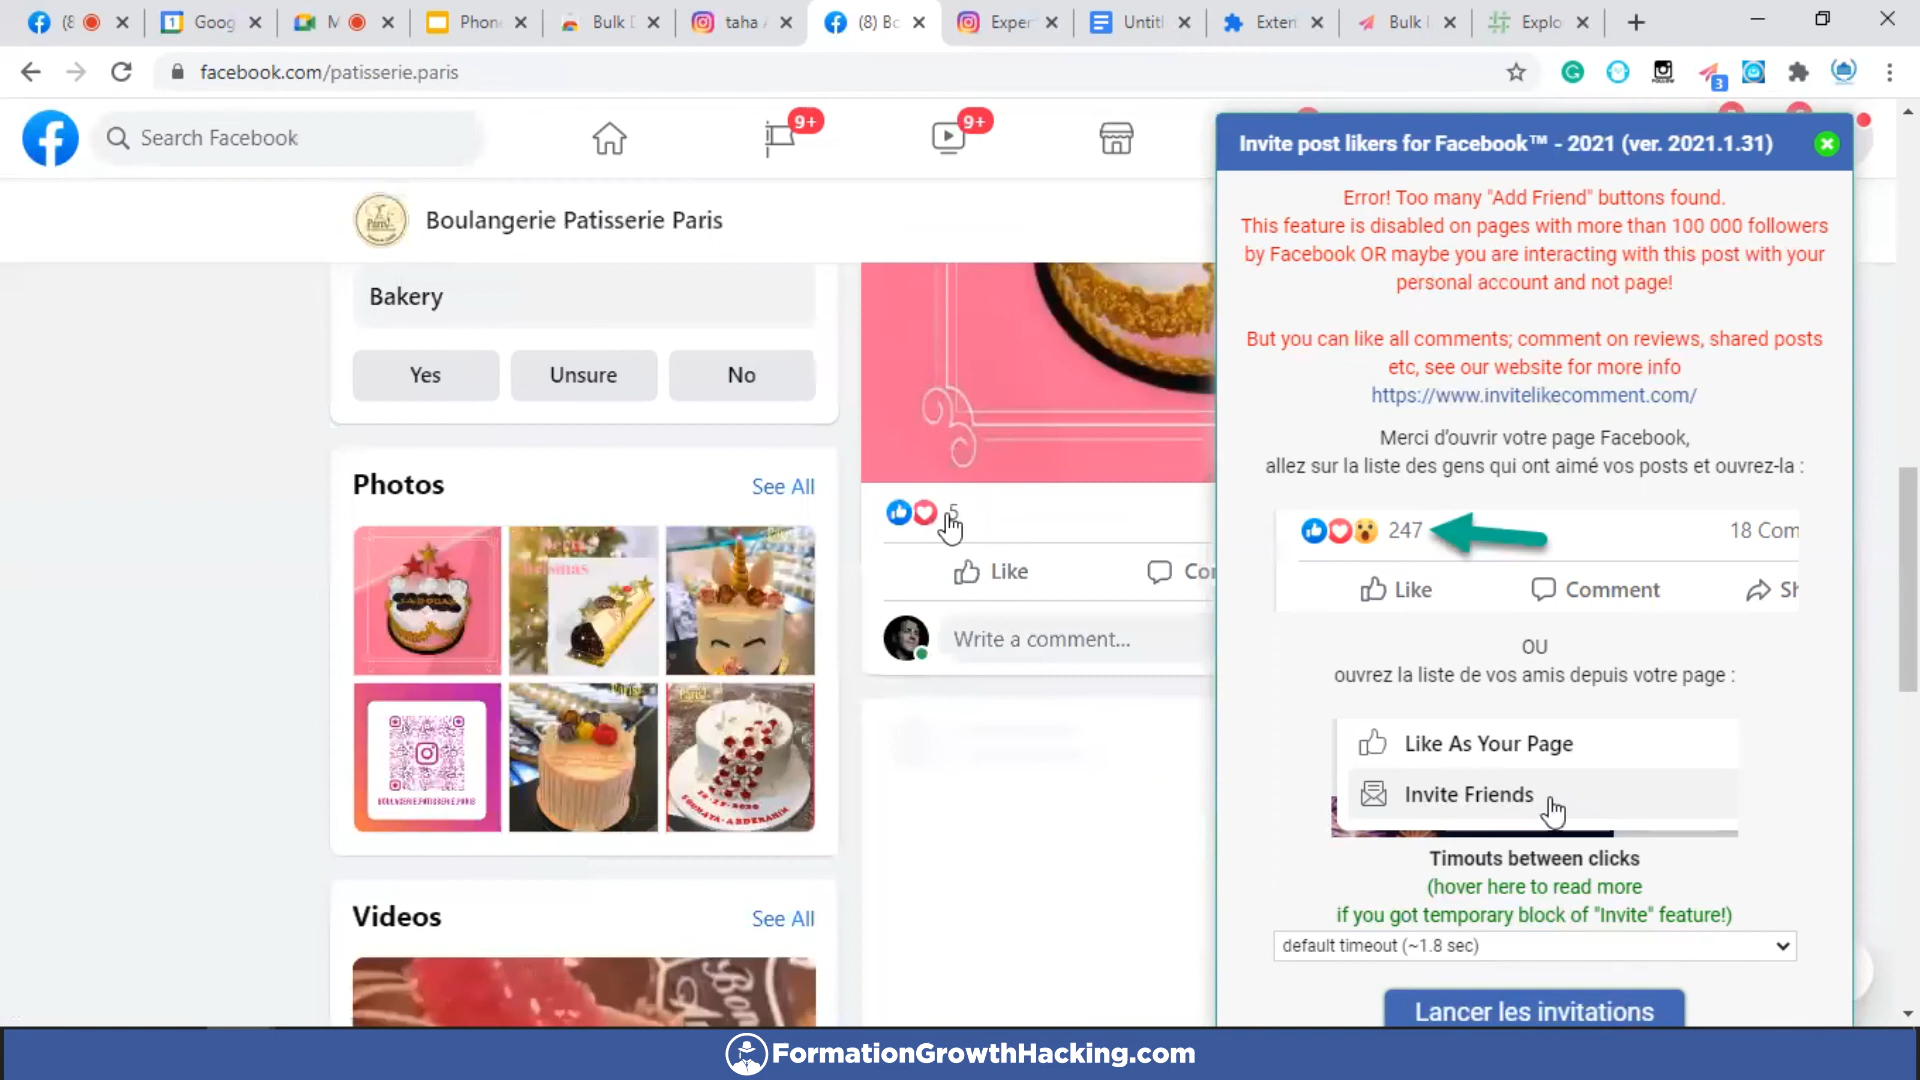 (8
Goog
M
Phon
Bulk D
taha
(8) Bo
Exper
Untitl
Exten
Bulk
Explo
facebook.com/patisserie.paris
3
Search Facebook
9+
9+
Boulangerie Patisserie Paris
Bakery
Yes
Unsure
No
Photos
See All
Videos
See All
5
Like
Cor
Write a comment...
Invite post likers for Facebook™ - 2021 (ver. 2021.1.31)
Error! Too many "Add Friend" buttons found.
This feature is disabled on pages with more than 100 000 followers
by Facebook OR maybe you are interacting with this post with your
personal account and not page!
But you can like all comments; comment on reviews, shared posts
etc, see our website for more info
https://www.invitelikecomment.com/
Merci d'ouvrir votre page Facebook,
allez sur la liste des gens qui ont aimé vos posts et ouvrez-la :
247
18 Com
Like
Comment
Sh
OU
ouvrez la liste de vos amis depuis votre page :
Like As Your Page
Invite Friends
Timouts between clicks
(hover here to read more
if you got temporary block of "Invite" feature!)
default timeout (~1.8 sec)
Lancer les invitations
FormationGrowthHacking.com